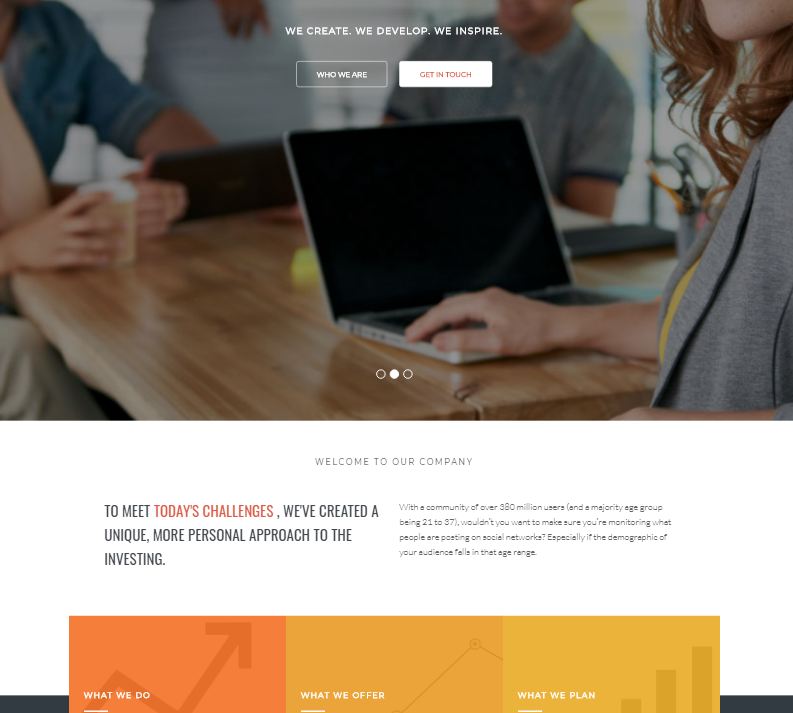 WE CREATE. WE DEVELOP. WE INSPIRE.
WHO WE ARE
GET IN TOUCH
WELCOME TO OUR COMPANY
TO MEET TODAY'S CHALLENGES , WE'VE CREATED A
UNIQUE, MORE PERSONAL APPROACH TO THE
INVESTING.
With a community of over 380 million users (and a majority age group
being 21 to 37), wouldn't you want to make sure you're monitoring what
people are posting on social networks? Especially if the demographic of
your audience falls in that age range.
WHAT WE DO
WHAT WE OFFER
WHAT WE PLAN